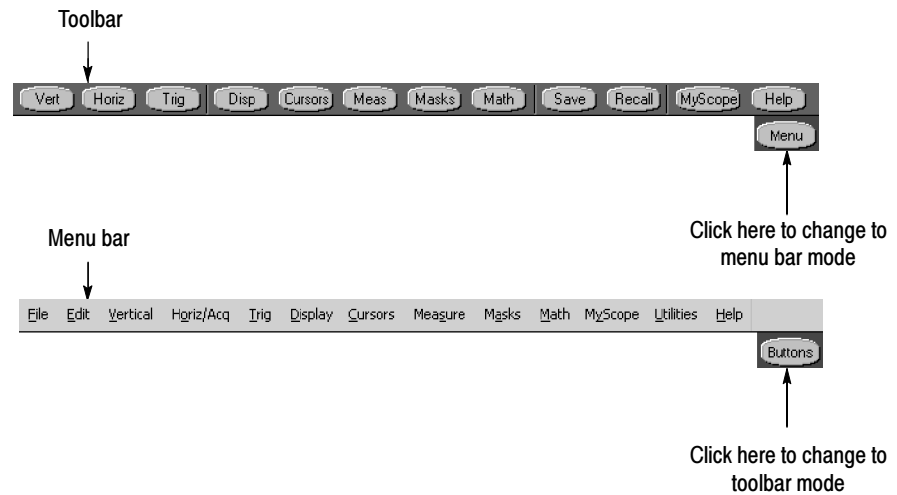 Toolbar
Vert Horiz Trig Disp Cursors Meas Masks Math Save Recall MyScope Help
Menu
Click here to change to
menu bar mode
Menu bar
File Edit Vertical Horiz/Acq Trig Display Cursors Measure Masks Math MyScope Utilities Help
Buttons
Click here to change to
toolbar mode